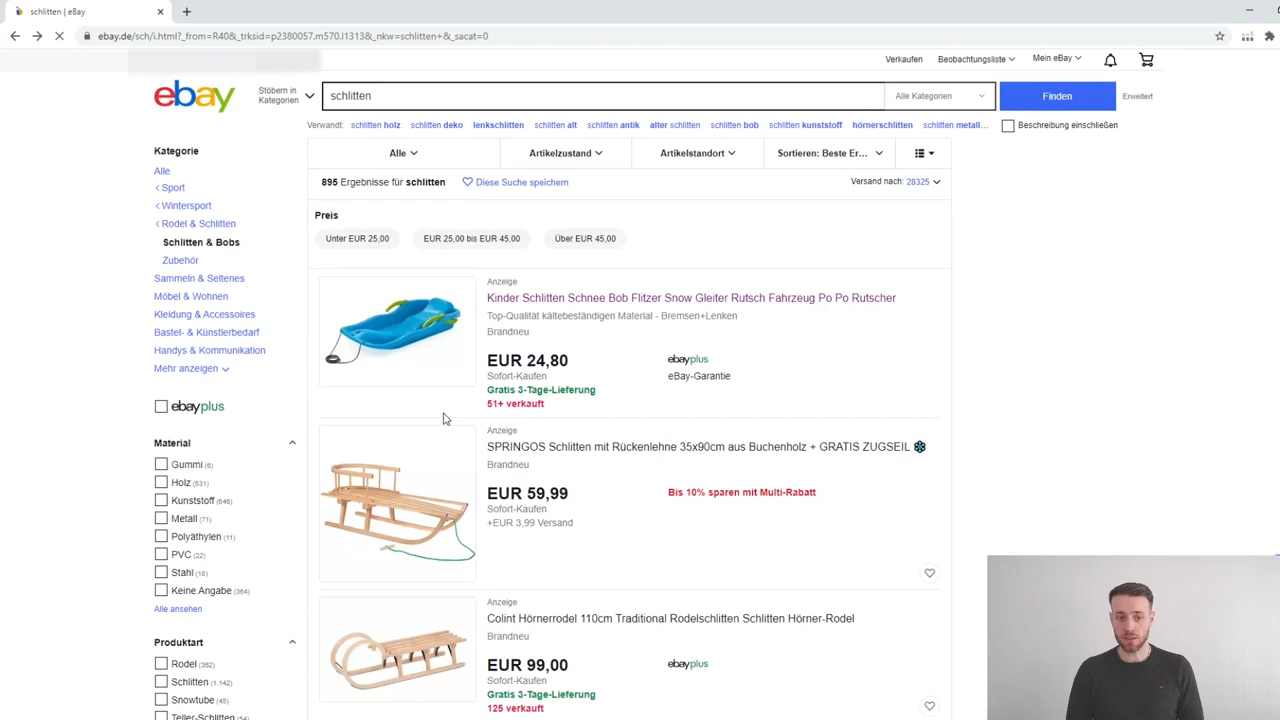 schlitten | eBay
ebay.de/sch/i.html?_from=R40&_trksid=p2380057.m570.l1313&_nkw=schlitten+&_sacat=0
Verkaufen Beobachtungsliste Mein eBay
ebay Stöbern in Kategorien schlitten Alle Kategorien Finden Erweitert
Verwandt: schlitten holz schlitten deko lenkschlitten schlitten alt schlitten antik alter schlitten schlitten bob schlitten kunststoff hörnerschlitten schlitten metall... Beschreibung einschließen
Kategorie
Alle
Sport
Wintersport
Rodel & Schlitten
Schlitten & Bobs
Zubehör
Sammeln & Seltenes
Möbel & Wohnen
Kleidung & Accessoires
Bastel- & Künstlerbedarf
Handys & Kommunikation
Mehr anzeigen
ebayplus
Material
Gummi (6)
Holz (531)
Kunststoff (646)
Metall (71)
Polyäthylen (11)
PVC (22)
Stahl (18)
Keine Angabe (364)
Alle ansehen
Produktart
Rodel (362)
Schlitten (1.142)
Snowtube (45)
Teller-Schlitten (54)
Alle Artikelzustand Artikelstandort Sortieren: Beste Er...
895 Ergebnisse für schlitten Diese Suche speichern Versand nach: 28325
Preis
Unter EUR 25,00 EUR 25,00 bis EUR 45,00 Über EUR 45,00
Anzeige
Kinder Schlitten Schnee Bob Flitzer Snow Gleiter Rutsch Fahrzeug Po Po Rutscher
Top-Qualität kältebeständigen Material - Bremsen+Lenken
Brandneu
EUR 24,80 ebayplus
Sofort-Kaufen eBay-Garantie
Gratis 3-Tage-Lieferung
51+ verkauft
Anzeige
SPRINGOS Schlitten mit Rückenlehne 35x90cm aus Buchenholz + GRATIS ZUGSEIL
Brandneu
EUR 59,99 Bis 10% sparen mit Multi-Rabatt
Sofort-Kaufen
+EUR 3,99 Versand
Anzeige
Colint Hörnerrodel 110cm Traditional Rodelschlitten Schlitten Hörner-Rodel
Brandneu
EUR 99,00 ebayplus
Sofort-Kaufen
Gratis 3-Tage-Lieferung
125 verkauft